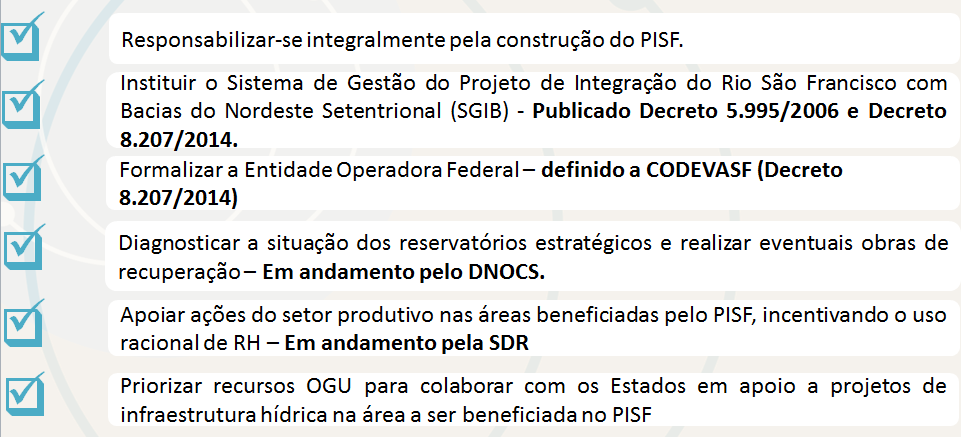 Responsabilizar-se integralmente pela construção do PISF.
Instituir o Sistema de Gestão do Projeto de Integração do Rio São Francisco com
Bacias do Nordeste Setentrional (SGIB) - Publicado Decreto 5.995/2006 e Decreto
8.207/2014.
Formalizar a Entidade Operadora Federal – definido a CODEVASF (Decreto
8.207/2014)
Diagnosticar a situação dos reservatórios estratégicos e realizar eventuais obras de
recuperação – Em andamento pelo DNOCS.
Apoiar ações do setor produtivo nas áreas beneficiadas pelo PISF, incentivando o uso
racional de RH – Em andamento pela SDR
Priorizar recursos OGU para colaborar com os Estados em apoio a projetos de
infraestrutura hídrica na área a ser beneficiada no PISF